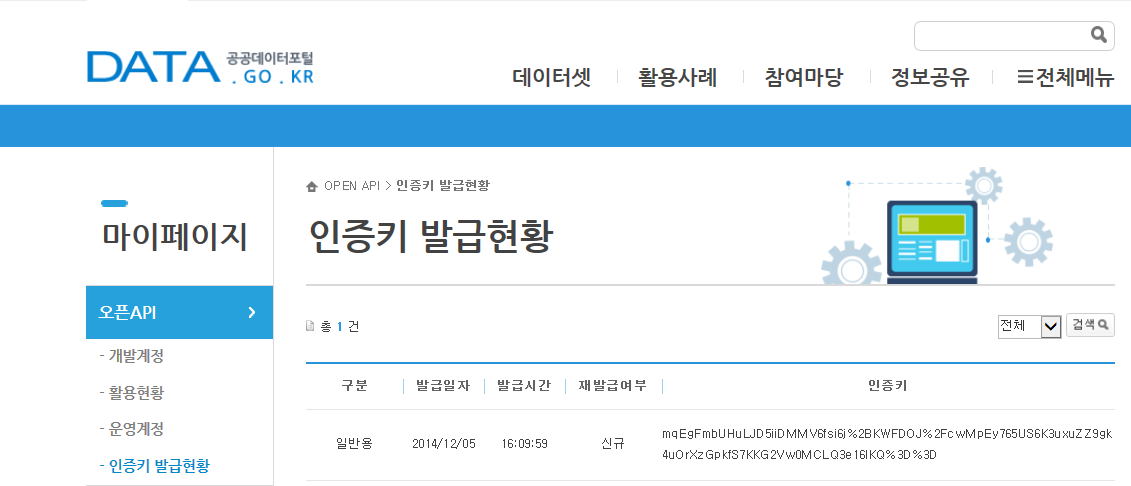 DATA 공공데이터포털
.GO.KR
데이터셋 활용사례 참여마당 정보공유 전체메뉴
OPEN API > 인증키 발급현황
마이페이지
인증키 발급현황
오픈API
총 1 건
전체 검색
- 개발계정
- 활용현황
- 운영계정
- 인증키 발급현황
구분 발급일자 발급시간 재발급여부 인증키
일반용 2014/12/05 16:09:59 신규 mqEgFmbUHuLJD5iiDMMV6fsi6j%2BKWFDOJ%2FcwMpEy765US6K3uxuZZ9gk
4uOrXzGpkfS7KKG2Vw0MCLQ3e16IKQ%3D%3D